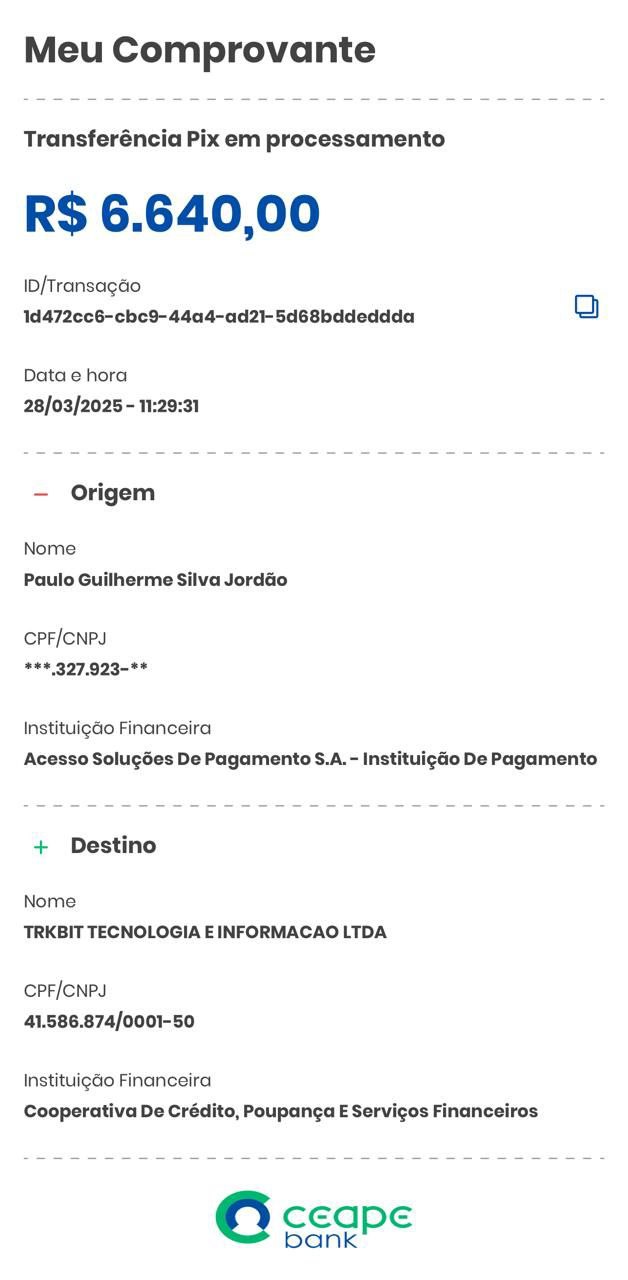 Meu Comprovante
Transferência Pix em processamento
R$ 6.640,00
ID/Transação
1d472cc6-cbc9-44a4-ad21-5d68bddeddda
Data e hora
28/03/2025 - 11:29:31
Origem
Nome
Paulo Guilherme Silva Jordão
CPF/CNPJ
***.327.923-**
Instituição Financeira
Acesso Soluções De Pagamento S.A. - Instituição De Pagamento
Destino
Nome
TRKBIT TECNOLOGIA E INFORMACAO LTDA
CPF/CNPJ
41.586.874/0001-50
Instituição Financeira
Cooperativa De Crédito, Poupança E Serviços Financeiros
ceape
bank